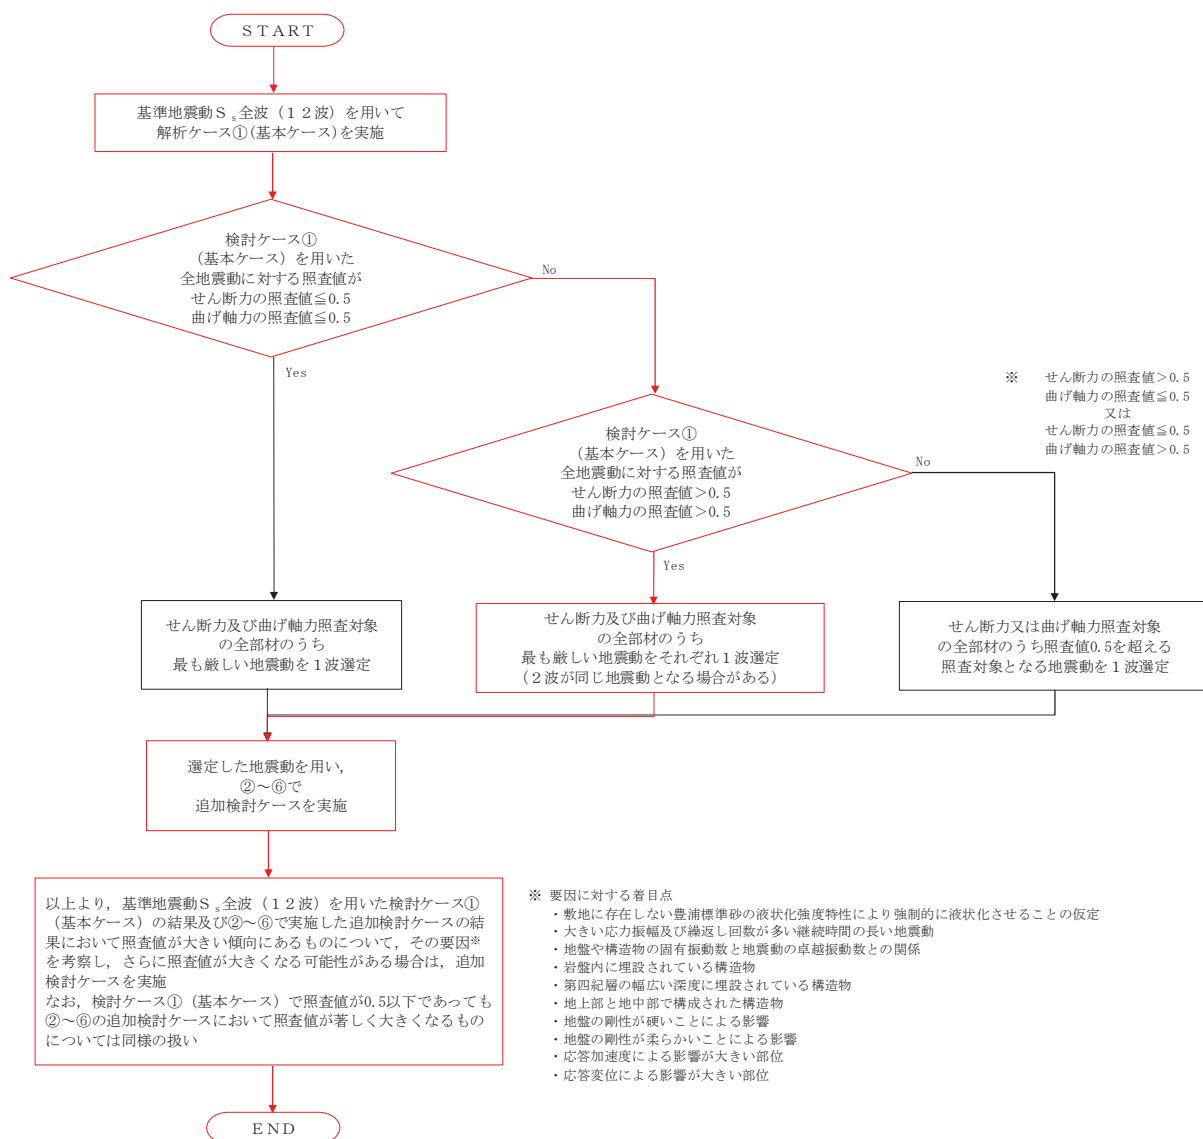 ＳＴＡＲＴ
基準地震動Ｓs全波（１２波）を用いて
解析ケース①(基本ケース)を実施
検討ケース①
（基本ケース）を用いた
全地震動に対する照査値が
せん断力の照査値≦0.5
曲げ軸力の照査値≦0.5
No
Yes
※　せん断力の照査値＞0.5
曲げ軸力の照査値≦0.5
又は
せん断力の照査値≦0.5
曲げ軸力の照査値＞0.5
検討ケース①
（基本ケース）を用いた
全地震動に対する照査値が
せん断力の照査値＞0.5
曲げ軸力の照査値＞0.5
No
Yes
せん断力及び曲げ軸力照査対象
の全部材のうち
最も厳しい地震動を１波選定
せん断力及び曲げ軸力照査対象
の全部材のうち
最も厳しい地震動をそれぞれ１波選定
（２波が同じ地震動となる場合がある）
せん断力又は曲げ軸力照査対象
の全部材のうち照査値0.5を超える
照査対象となる地震動を１波選定
選定した地震動を用い，
②～⑥で
追加検討ケースを実施
以上より，基準地震動Ｓs全波（１２波）を用いた検討ケース①
（基本ケース）の結果及び②～⑥で実施した追加検討ケースの結
果において照査値が大きい傾向にあるものについて，その要因※
を考察し，さらに照査値が大きくなる可能性がある場合は，追加
検討ケースを実施
なお，検討ケース①（基本ケース）で照査値が0.5以下であっても
②～⑥の追加検討ケースにおいて照査値が著しく大きくなるもの
については同様の扱い
※ 要因に対する着目点
・敷地に存在しない豊浦標準砂の液状化強度特性により強制的に液状化させることの仮定
・大きい応力振幅及び繰返し回数が多い継続時間の長い地震動
・地盤や構造物の固有振動数と地震動の卓越振動数との関係
・岩盤内に埋設されている構造物
・第四紀層の幅広い深度に埋設されている構造物
・地上部と地中部で構成された構造物
・地盤の剛性が硬いことによる影響
・地盤の剛性が柔らかいことによる影響
・応答加速度による影響が大きい部位
・応答変位による影響が大きい部位
ＥＮＤ